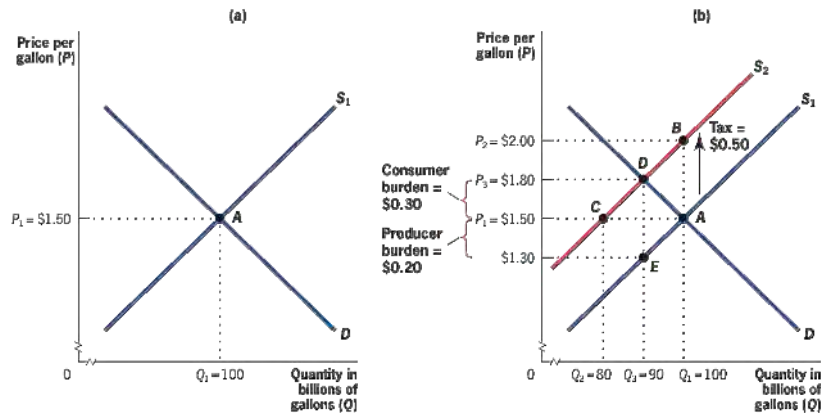 (a)
Price per
gallon (P)
S₁
P₁ = $1.50
A
D
0
Q₁ = 100
Quantity in
billions of
gallons (Q)
(b)
Price per
gallon (P)
S₂
S₁
B
Tax =
$0.50
P₂ = $2.00
D
P₃ = $1.80
Consumer
burden =
$0.30
C
P₁ = $1.50
A
Producer
burden =
$0.20
$1.30
E
D
0
Q₂ = 80
Q₃ = 90
Q₁ = 100
Quantity in
billions of
gallons (Q)